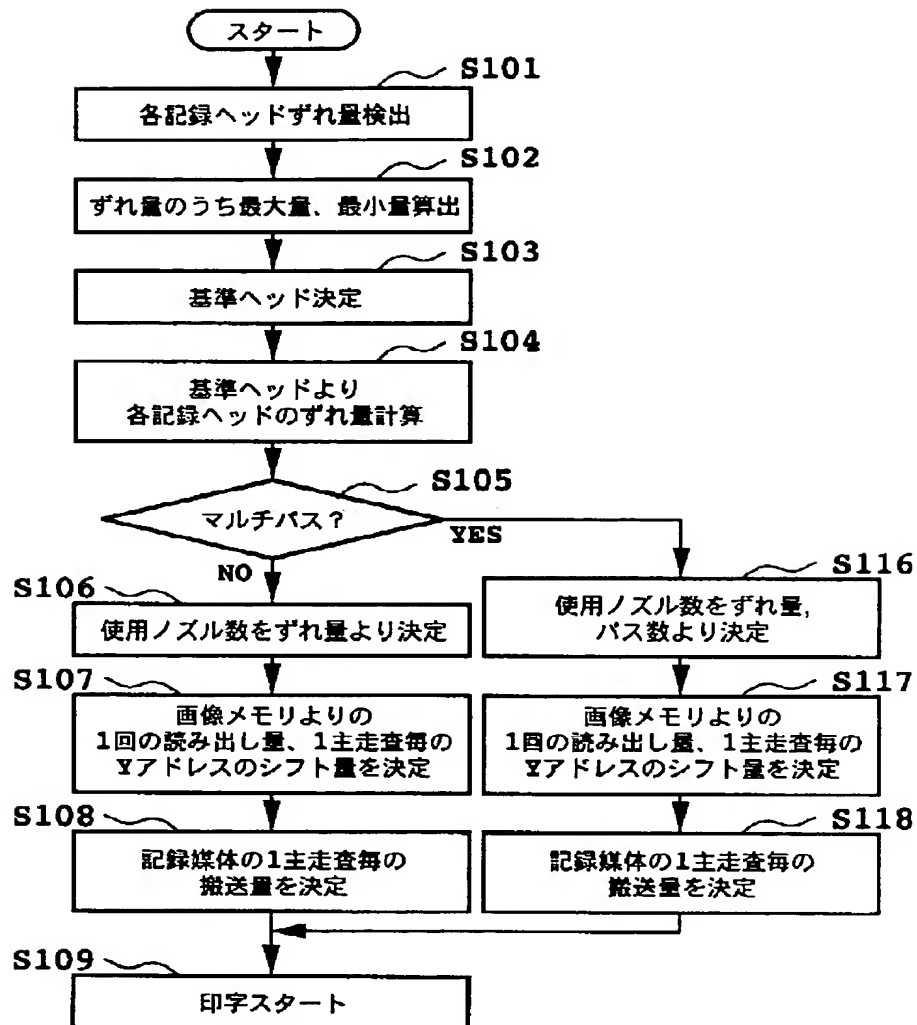 スタート
S101
各記録ヘッドずれ量検出
S102
ずれ量のうち最大量、最小量算出
S103
基準ヘッド決定
S104
基準ヘッドより
各記録ヘッドのずれ量計算
S105
マルチパス?
YES
NO
S106
使用ノズル数をずれ量より決定
S116
使用ノズル数をずれ量,
パス数より決定
S107
画像メモリよりの
1回の読み出し量、1主走査毎の
Yアドレスのシフト量を決定
S117
画像メモリよりの
1回の読み出し量、1主走査毎の
Yアドレスのシフト量を決定
S108
記録媒体の1主走査毎の
搬送量を決定
S118
記録媒体の1主走査毎の
搬送量を決定
S109
印字スタート